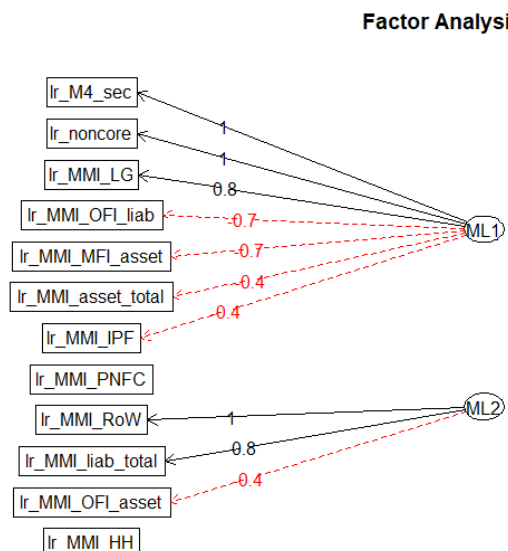 Factor Analysi
lr_M4_sec
1
lr_noncore
1
lr_MMI_LG
0.8
lr_MMI_OFI_liab
-0.7
ML1
lr_MMI_MFI_asset
-0.7
lr_MMI_asset_total
-0.4
lr_MMI_IPF
-0.4
lr_MMI_PNFC
lr_MMI_RoW
1
ML2
lr_MMI_liab_total
0.8
lr_MMI_OFI_asset
-0.4
lr_MMI_HH